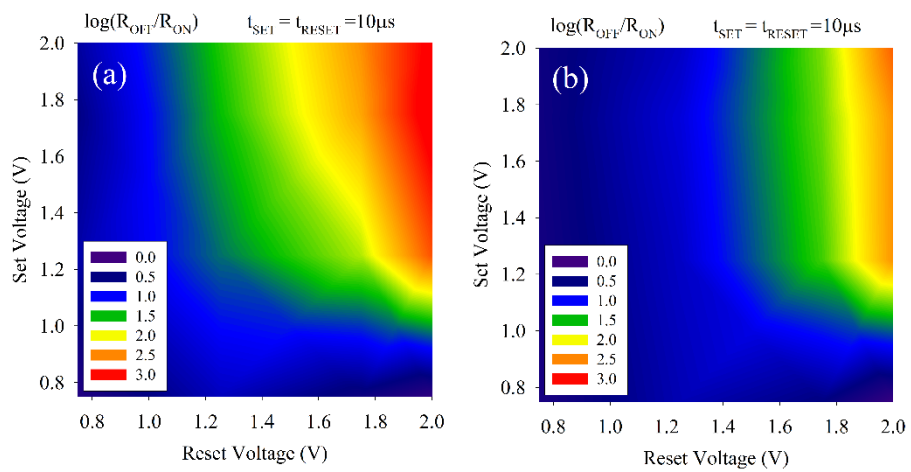 log(R_OFF/R_ON) t_SET = t_RESET =10μs
(a)
2.0
1.8
1.6
1.4
1.2
1.0
0.8
Set Voltage (V)
0.0
0.5
1.0
1.5
2.0
2.5
3.0
0.8 1.0 1.2 1.4 1.6 1.8 2.0
Reset Voltage (V)
log(R_OFF/R_ON) t_SET = t_RESET =10μs
(b)
2.0
1.8
1.6
1.4
1.2
1.0
0.8
Set Voltage (V)
0.0
0.5
1.0
1.5
2.0
2.5
3.0
0.8 1.0 1.2 1.4 1.6 1.8 2.0
Reset Voltage (V)